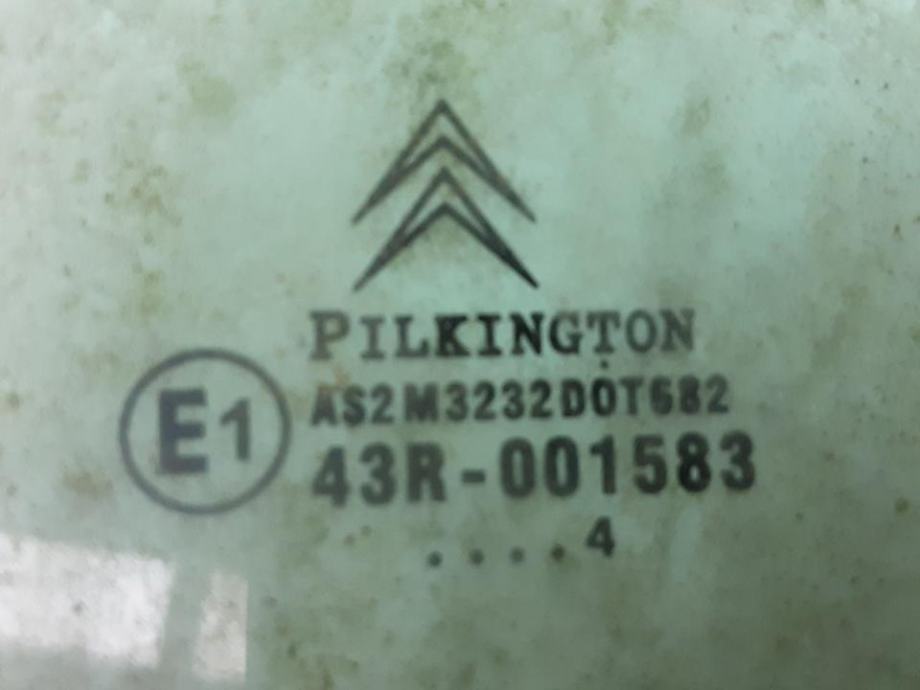 PILKINGTON
AS2M3232DOT682
E1
43R-001583
....4